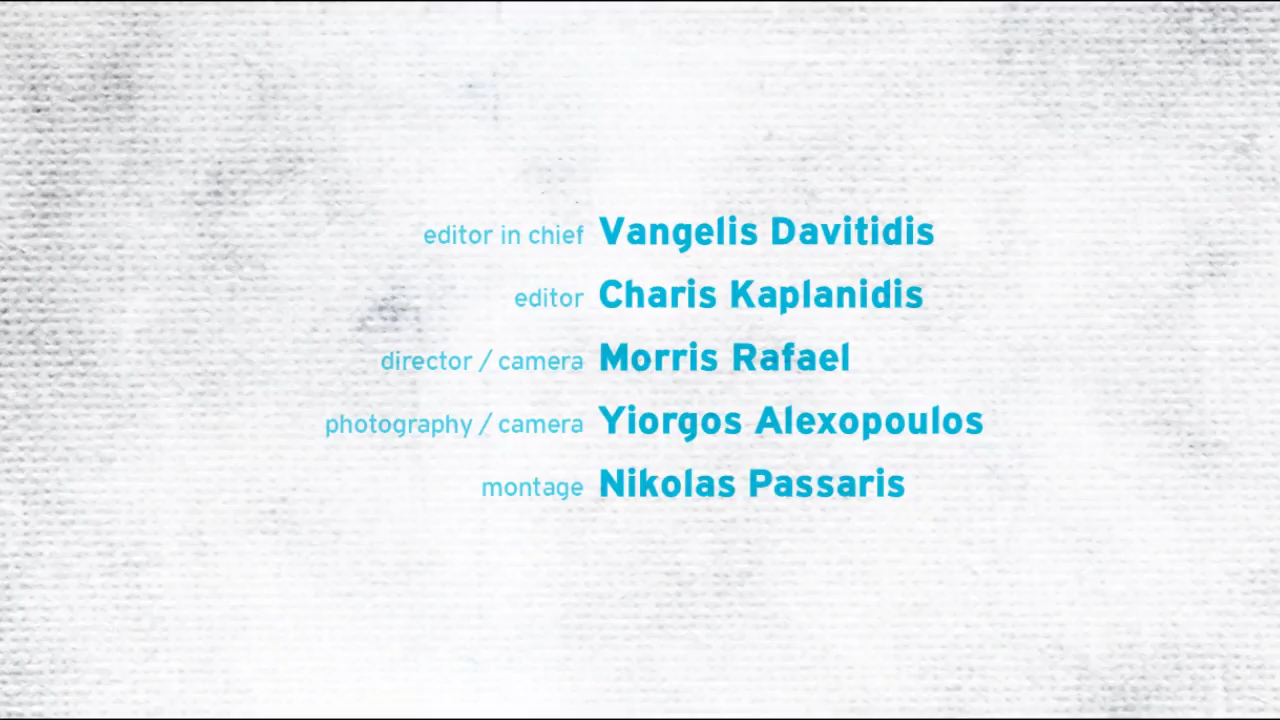 editor in chief Vangelis Davitidis
editor Charis Kaplanidis
director / camera Morris Rafael
photography / camera Yiorgos Alexopoulos
montage Nikolas Passaris